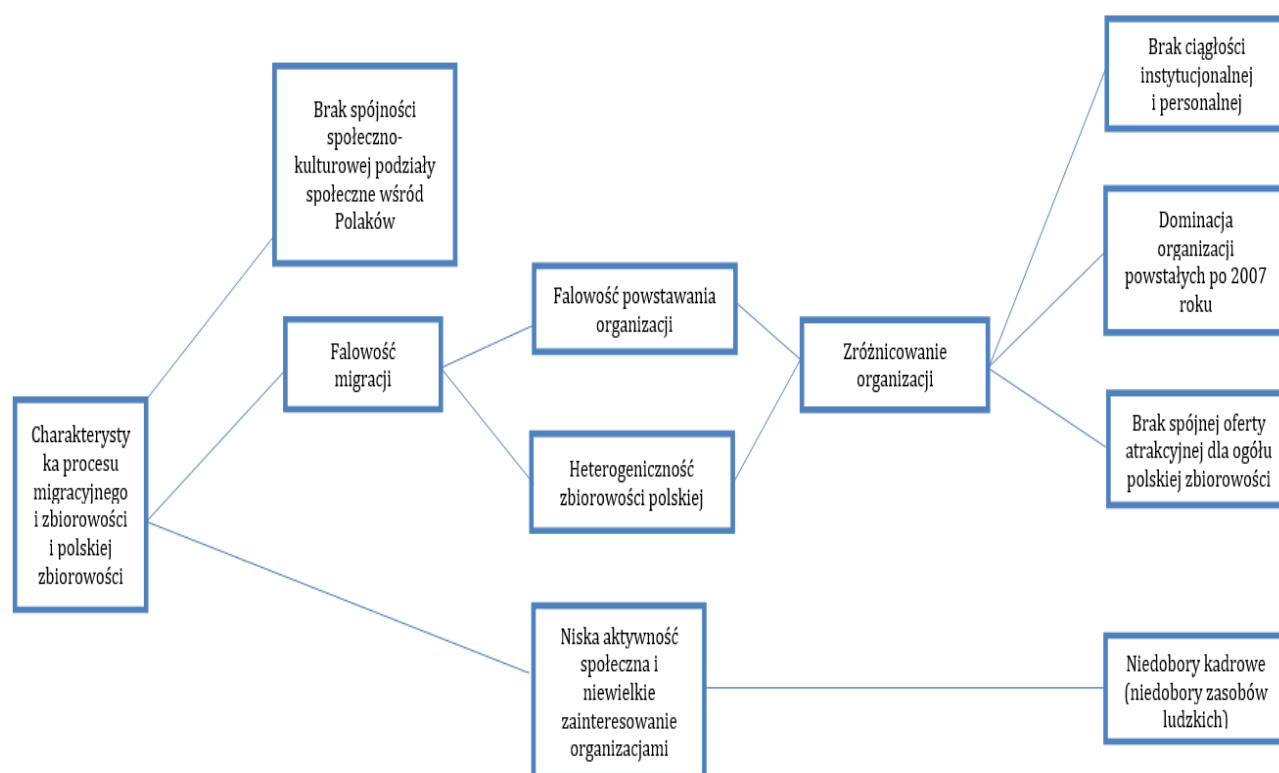 Charakterysty
ka procesu
migracyjnego
i zbiorowości
i polskiej
zbiorowości
Brak spójności
społeczno-
kulturowej podziały
społeczne wśród
Polaków
Falowość
migracji
Falowość powstawania
organizacji
Heterogeniczność
zbiorowości polskiej
Niska aktywność
społeczna i
niewielkie
zainteresowanie
organizacjami
Zróżnicowanie
organizacji
Brak ciągłości
instytucjonalnej
i personalnej
Dominacja
organizacji
powstałych po 2007
roku
Brak spójnej oferty
atrakcyjnej dla ogółu
polskiej zbiorowości
Niedobory kadrowe
(niedobory zasobów
ludzkich)